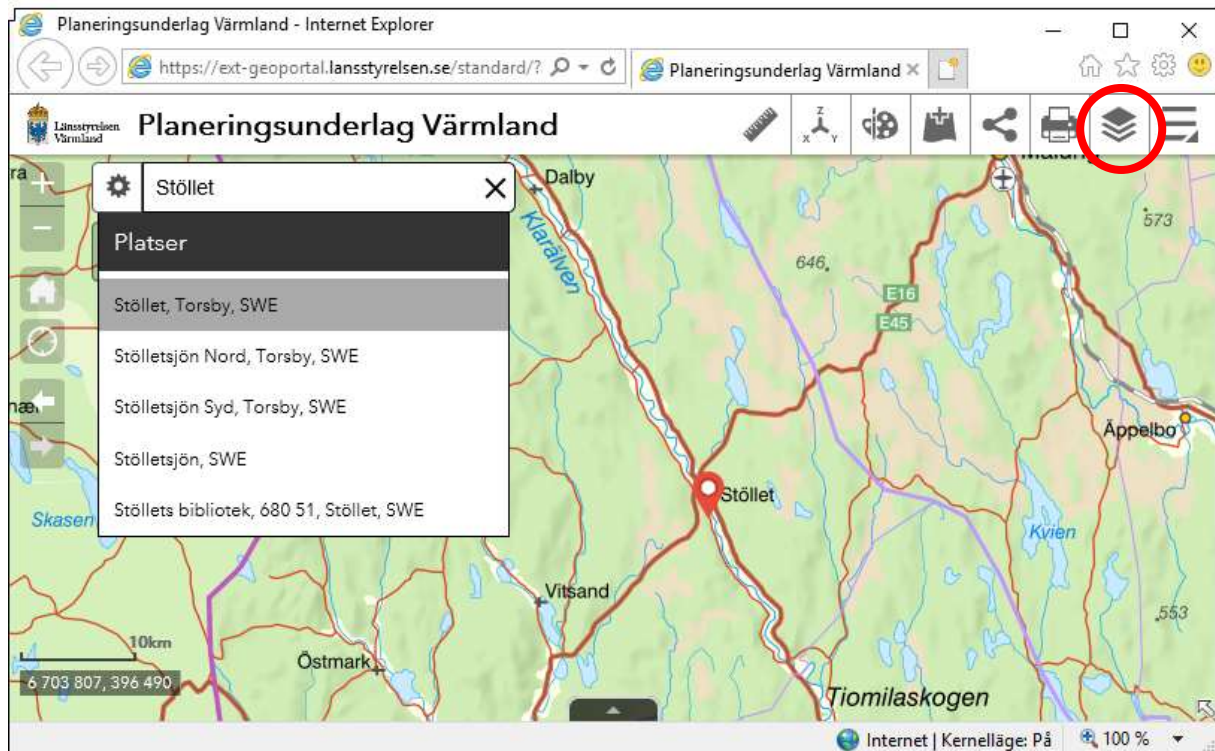 Planeringsunderlag Värmland - Internet Explorer
https://ext-geoportal.lansstyrelsen.se/standard/?
Planeringsunderlag Värmland
Länsstyrelsen
Värmland
Planeringsunderlag Värmland
Z
X Y
Stöllet
Platser
Stöllet, Torsby, SWE
Stölletsjön Nord, Torsby, SWE
Stölletsjön Syd, Torsby, SWE
Stölletsjön, SWE
Stöllets bibliotek, 680 51, Stöllet, SWE
Dalby
Klarälven
573
646
E16
E45
Äppelbo
Stöllet
Skasen
Kvien
Vitsand
553
10km
Östmark
6 703 807, 396 490
Tiomilaskogen
Internet | Kernelläge: På
100 %